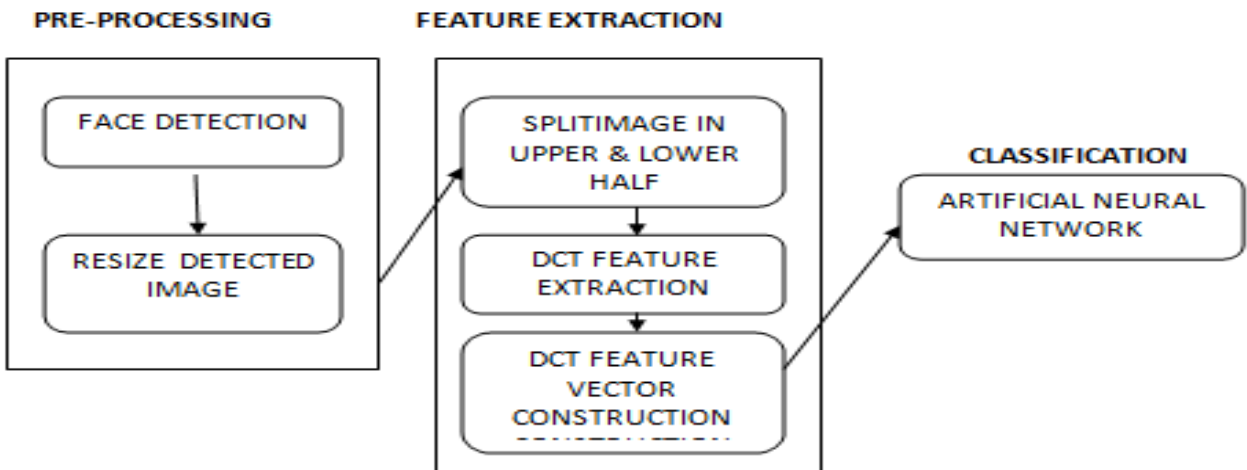 PRE-PROCESSING
FACE DETECTION
RESIZE DETECTED
IMAGE
FEATURE EXTRACTION
SPLITIMAGE IN
UPPER & LOWER
HALF
DCT FEATURE
EXTRACTION
DCT FEATURE
VECTOR
CONSTRUCTION
CLASSIFICATION
ARTIFICIAL NEURAL
NETWORK